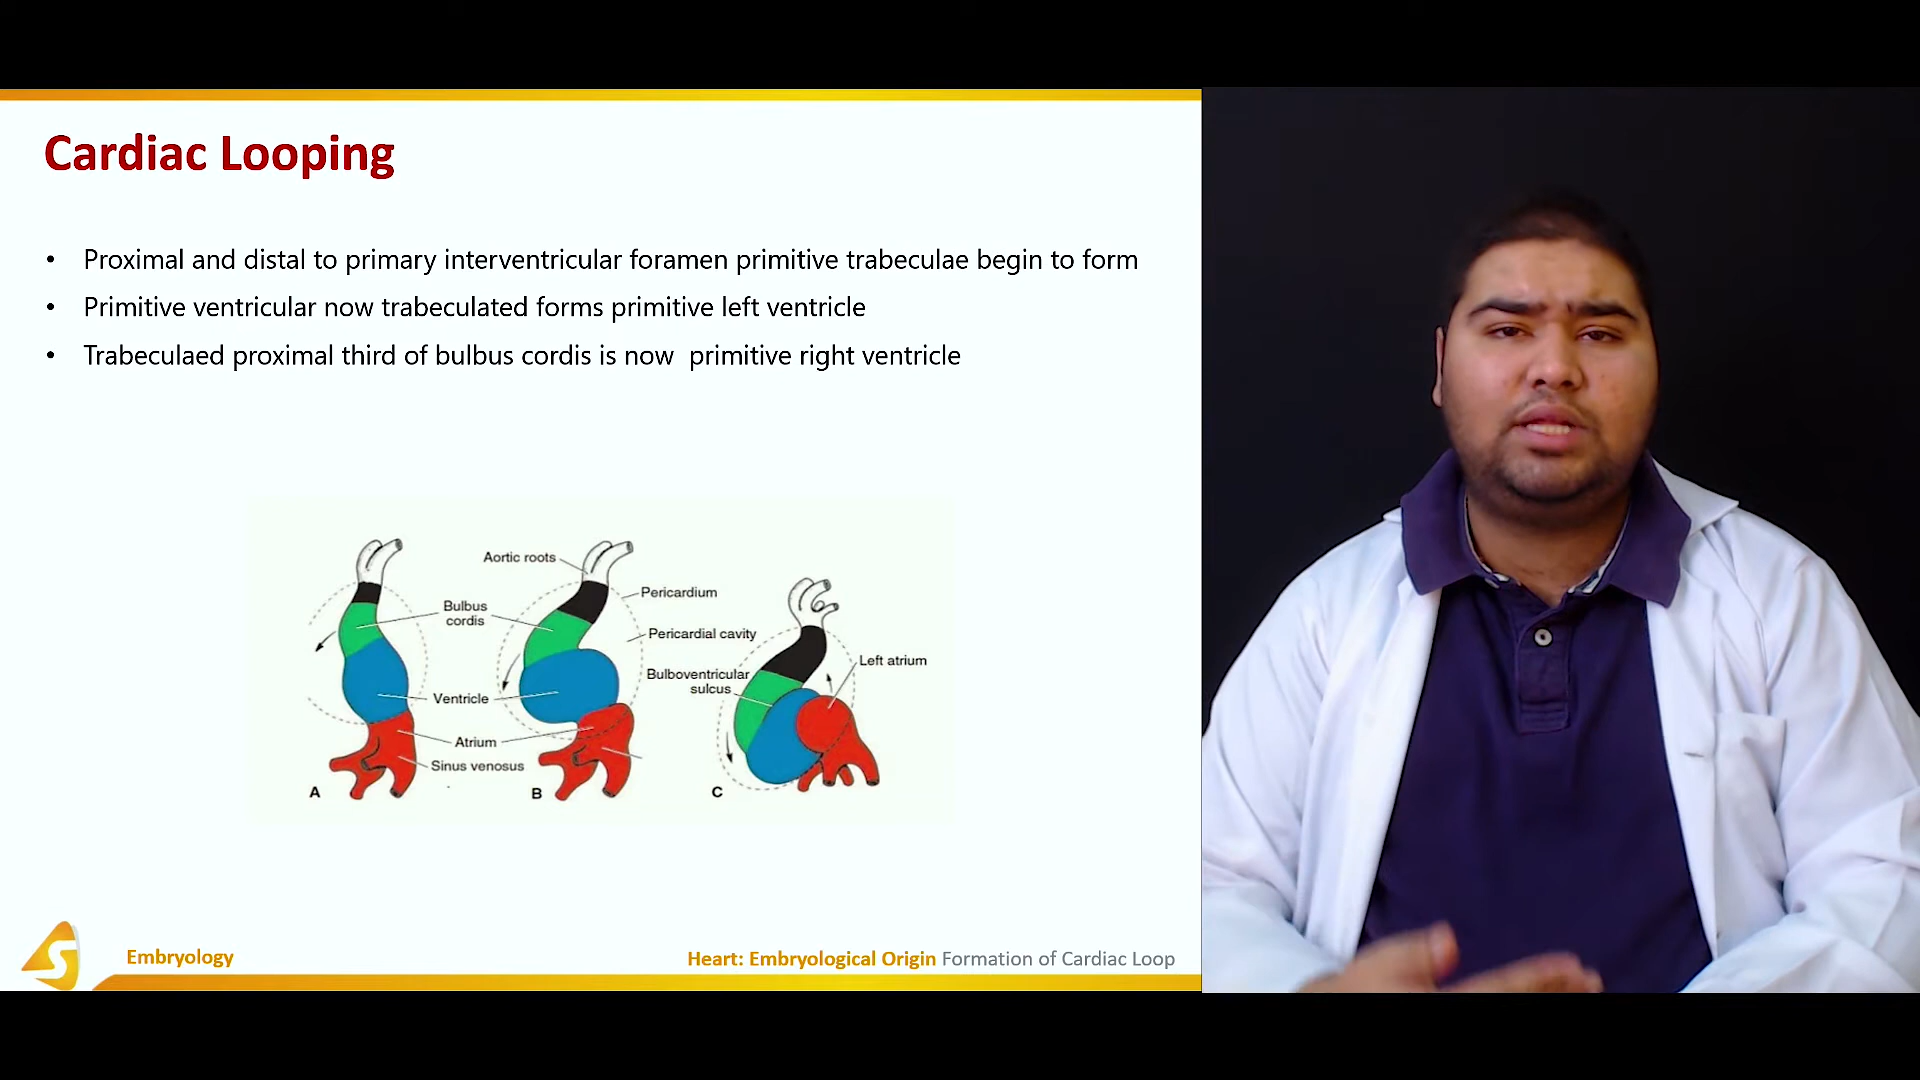 Cardiac Looping
• Proximal and distal to primary interventricular foramen primitive trabeculae begin to form
• Primitive ventricular now trabeculated forms primitive left ventricle
• Trabeculaed proximal third of bulbus cordis is now primitive right ventricle
Aortic roots
Bulbus
cordis
Pericardium
Pericardial cavity
Left atrium
Bulboventricular
sulcus
Ventricle
Atrium
Sinus venosus
A
B
C
S
Embryology
Heart: Embryological Origin Formation of Cardiac Loop